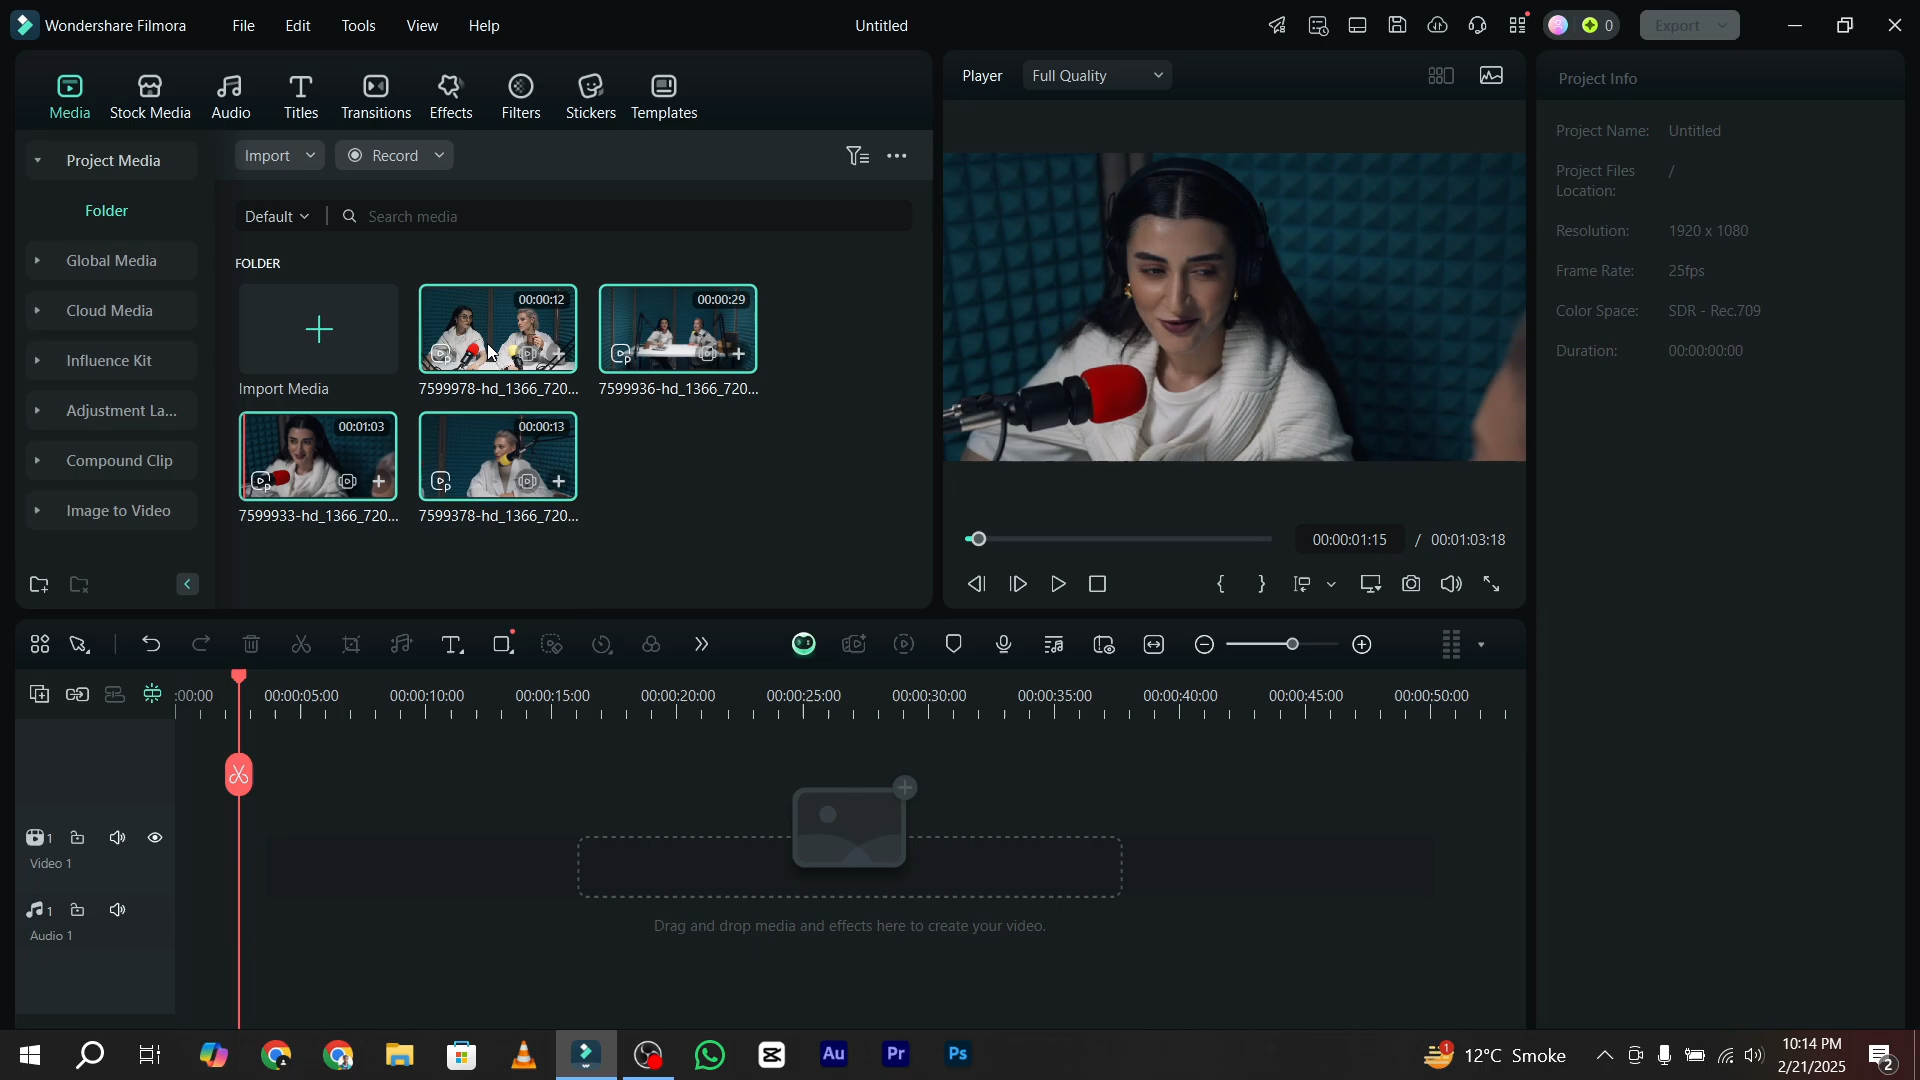 Wondershare Filmora
File
Edit
Tools
View
Help
Untitled
0
Export
Media
Stock Media
Audio
Titles
Transitions
Effects
Filters
Stickers
Templates
Player
Full Quality
Project Info
Project Media
Import
Record
Folder
Default
Search media
Global Media
FOLDER
Cloud Media
Influence Kit
Adjustment La...
Compound Clip
Image to Video
00:00:12
00:00:29
Import Media
7599978-hd_1366_720...
7599936-hd_1366_720...
00:01:03
00:00:13
7599933-hd_1366_720...
7599378-hd_1366_720...
Project Name: Untitled
Project Files Location: /
Resolution: 1920 x 1080
Frame Rate: 25fps
Color Space: SDR - Rec.709
Duration: 00:00:00:00
00:00:01:15 / 00:01:03:18
:00:00
00:00:05:00
00:00:10:00
00:00:15:00
00:00:20:00
00:00:25:00
00:00:30:00
00:00:35:00
00:00:40:00
00:00:45:00
00:00:50:00
1
Video 1
1
Audio 1
Drag and drop media and effects here to create your video.
Au
Pr
Ps
1
12°C Smoke
10:14 PM
2/21/2025
2